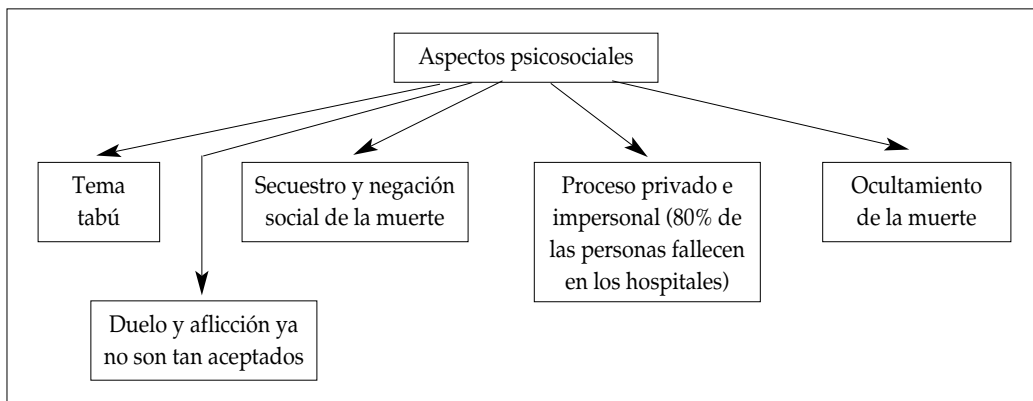 Aspectos psicosociales
Tema
tabú
Secuestro y negación
social de la muerte
Proceso privado e
impersonal (80% de
las personas fallecen
en los hospitales)
Ocultamiento
de la muerte
Duelo y aflicción ya
no son tan aceptados